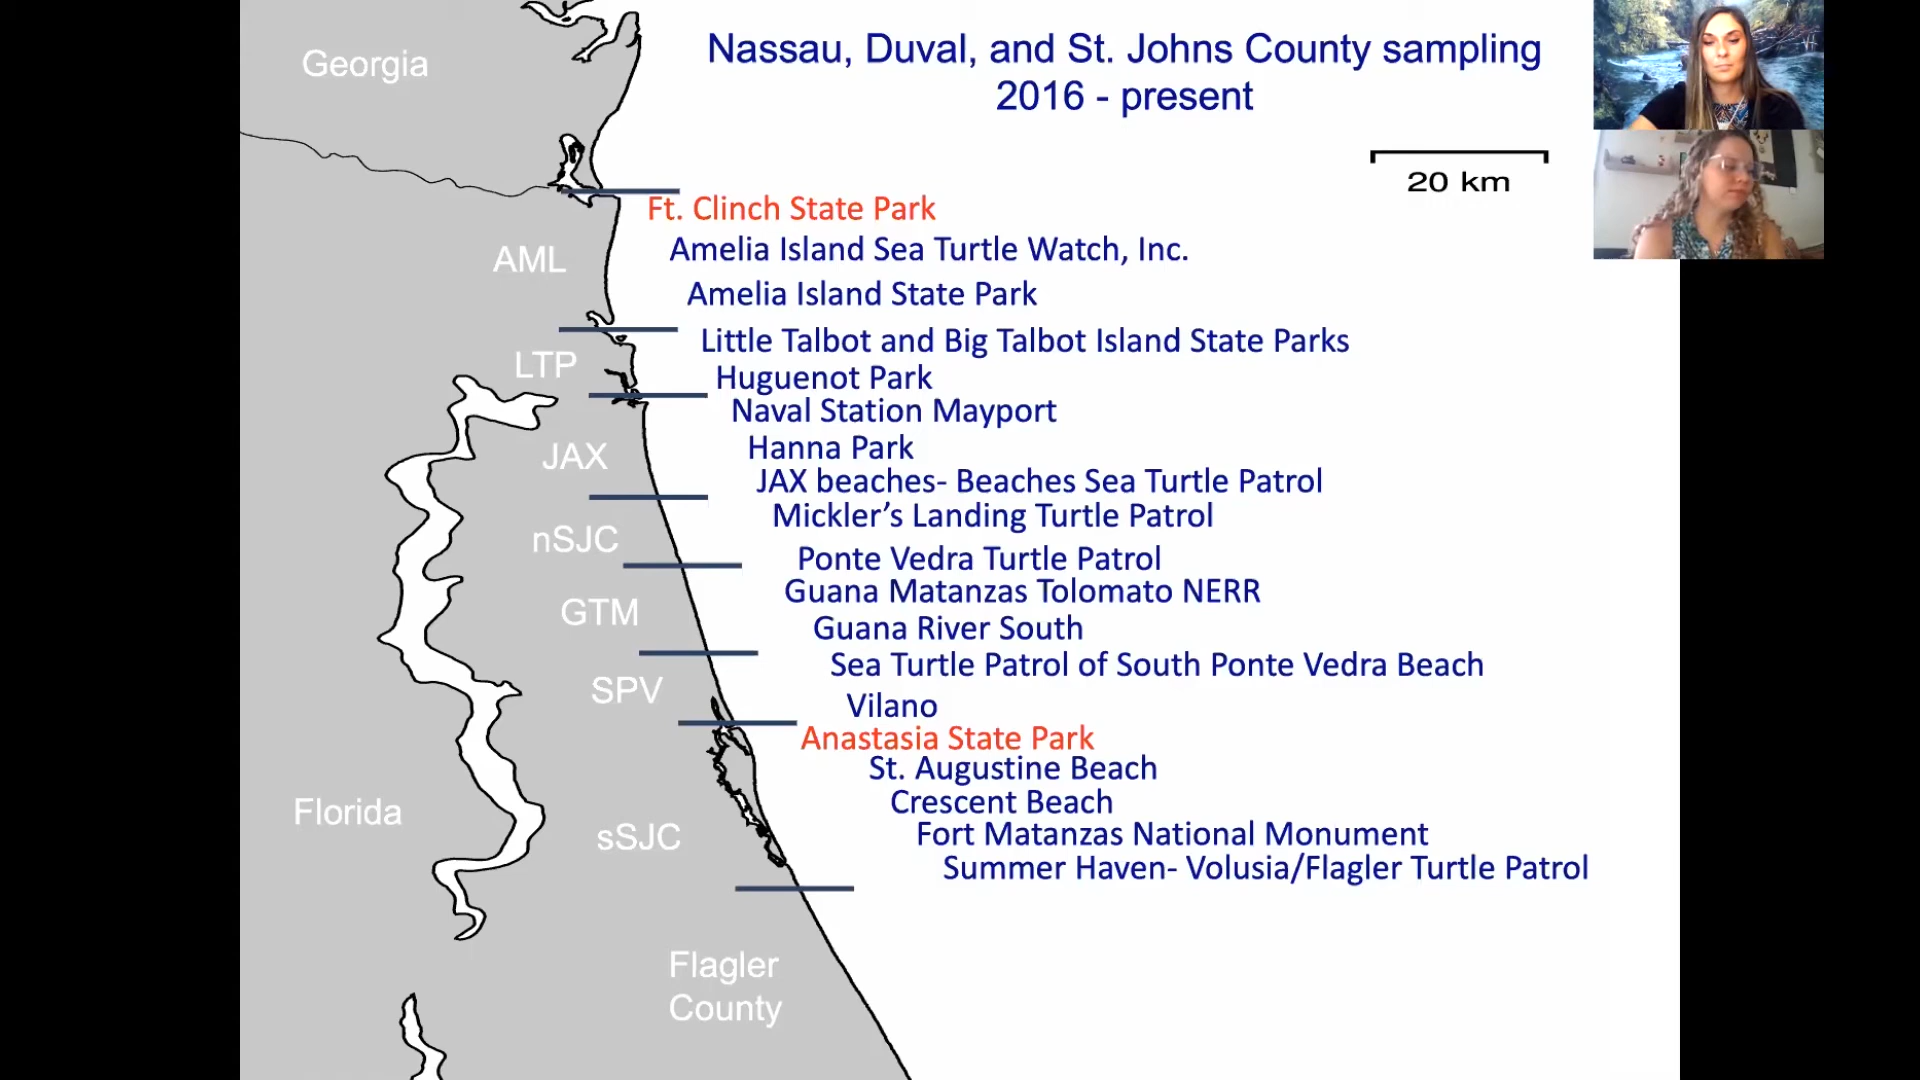 Nassau, Duval, and St. Johns County sampling
2016 - present
Georgia
20 km
Ft. Clinch State Park
Amelia Island Sea Turtle Watch, Inc.
AML
Amelia Island State Park
Little Talbot and Big Talbot Island State Parks
LTP
Huguenot Park
Naval Station Mayport
Hanna Park
JAX
JAX beaches- Beaches Sea Turtle Patrol
Mickler’s Landing Turtle Patrol
nSJC
Ponte Vedra Turtle Patrol
Guana Matanzas Tolomato NERR
GTM
Guana River South
Sea Turtle Patrol of South Ponte Vedra Beach
SPV
Vilano
Anastasia State Park
St. Augustine Beach
Crescent Beach
Florida
Fort Matanzas National Monument
sSJC
Summer Haven- Volusia/Flagler Turtle Patrol
Flagler
County